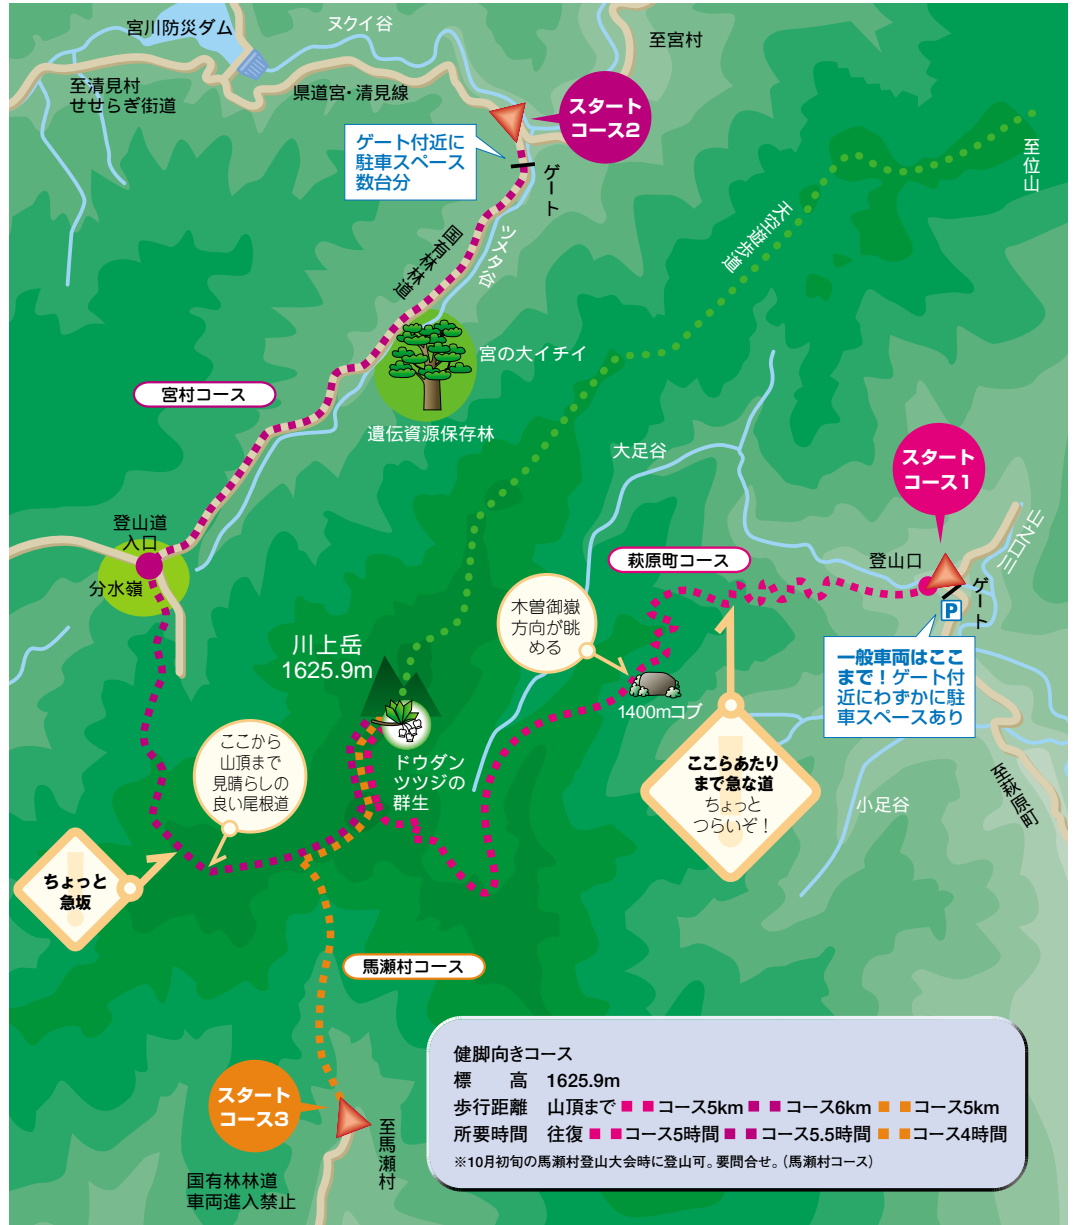 宮川防災ダム
ヌクイ谷
至宮村
至清見村
せせらぎ街道
県道宮・清見線
スタート
コース2
ゲート付近に
駐車スペース
数台分
ゲート
至位山
天空遊歩道
国有林林道
ツメタ谷
宮の大イチイ
遺伝資源保存林
宮村コース
大足谷
スタート
コース1
山之口川
登山道
入口
分水嶺
萩原町コース
登山口
ゲート
P
木曽御嶽
方向が眺
める
川上岳
1625.9m
一般車両はここ
まで！ゲート付
近にわずかに駐
車スペースあり
1400mコブ
ここから
山頂まで
見晴らしの
良い尾根道
ドウダン
ツツジの
群生
ここらあたり
まで急な道
ちょっと
つらいぞ！
至萩原町
小足谷
ちょっと
急坂
馬瀬村コース
スタート
コース3
至馬瀬村
国有林林道
車両進入禁止
健脚向きコース
標　高　1625.9m
歩行距離　山頂まで コース5km コース6km コース5km
所要時間　往復 コース5時間 コース5.5時間 コース4時間
※10月初旬の馬瀬村登山大会時に登山可。要問合せ。（馬瀬村コース）